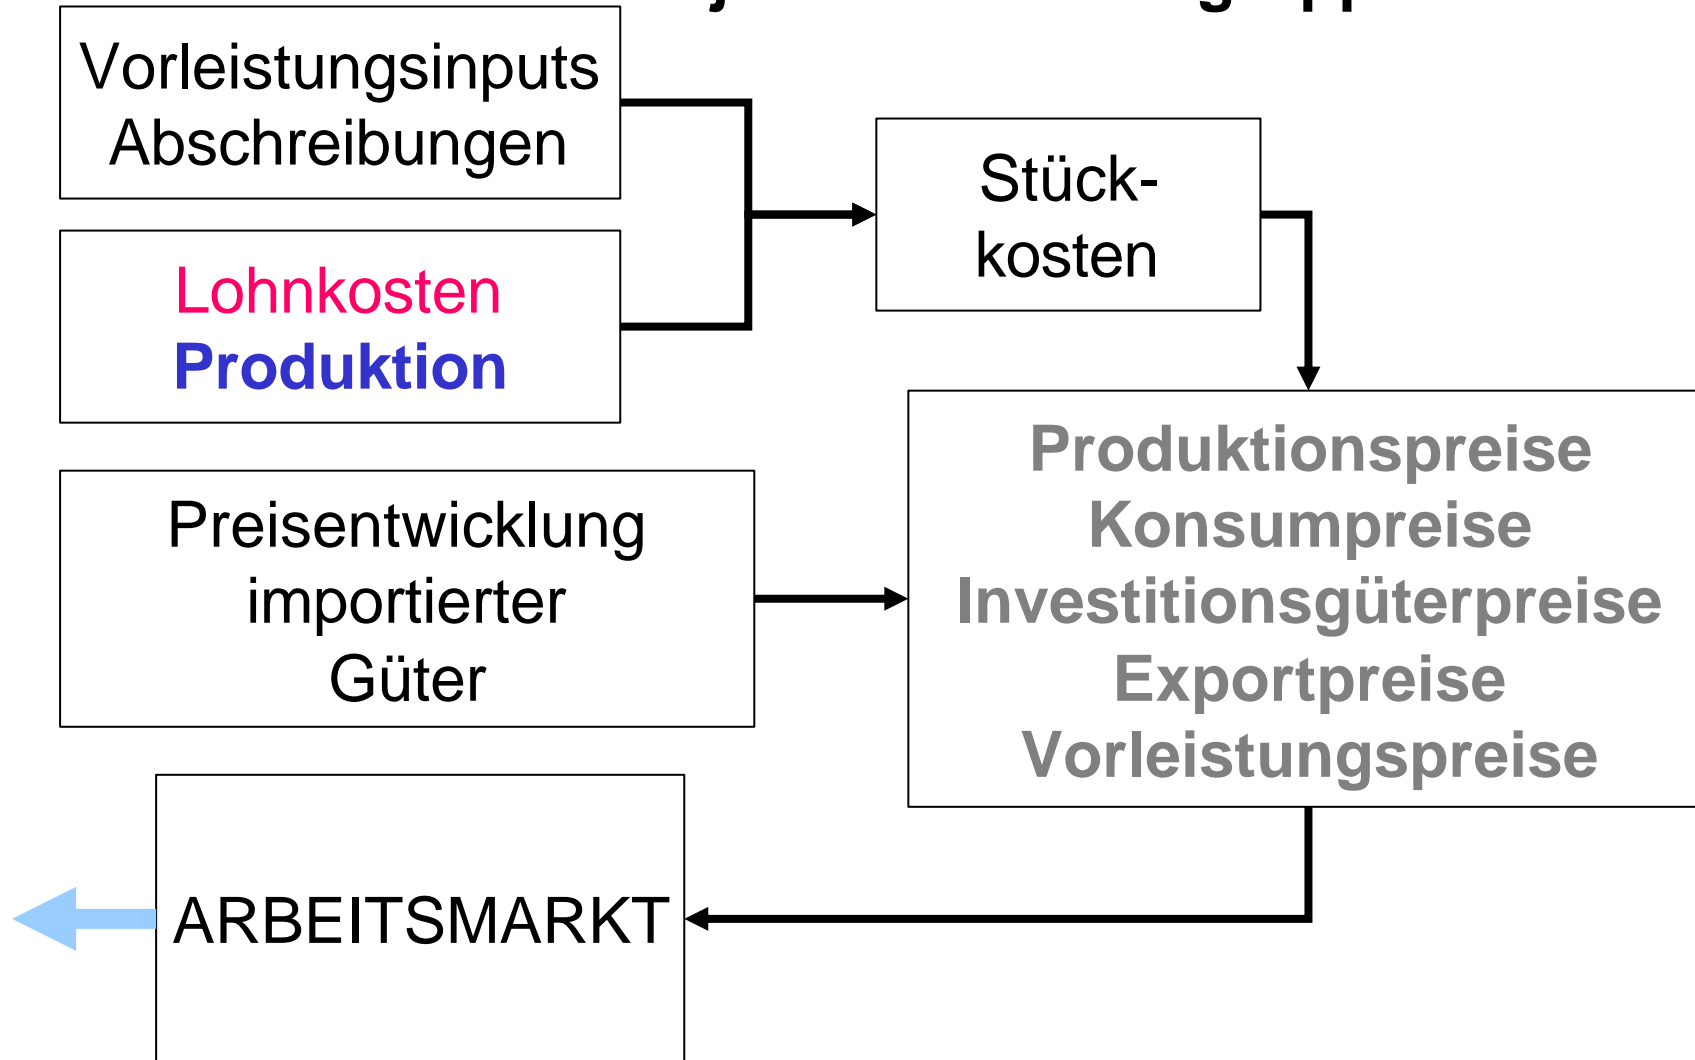 Vorleistungsinputs
Abschreibungen
Stück-
kosten
Lohnkosten
Produktion
Produktionspreise
Konsumpreise
Investitionsgüterpreise
Exportpreise
Vorleistungspreise
Preisentwicklung
importierter
Güter
ARBEITSMARKT